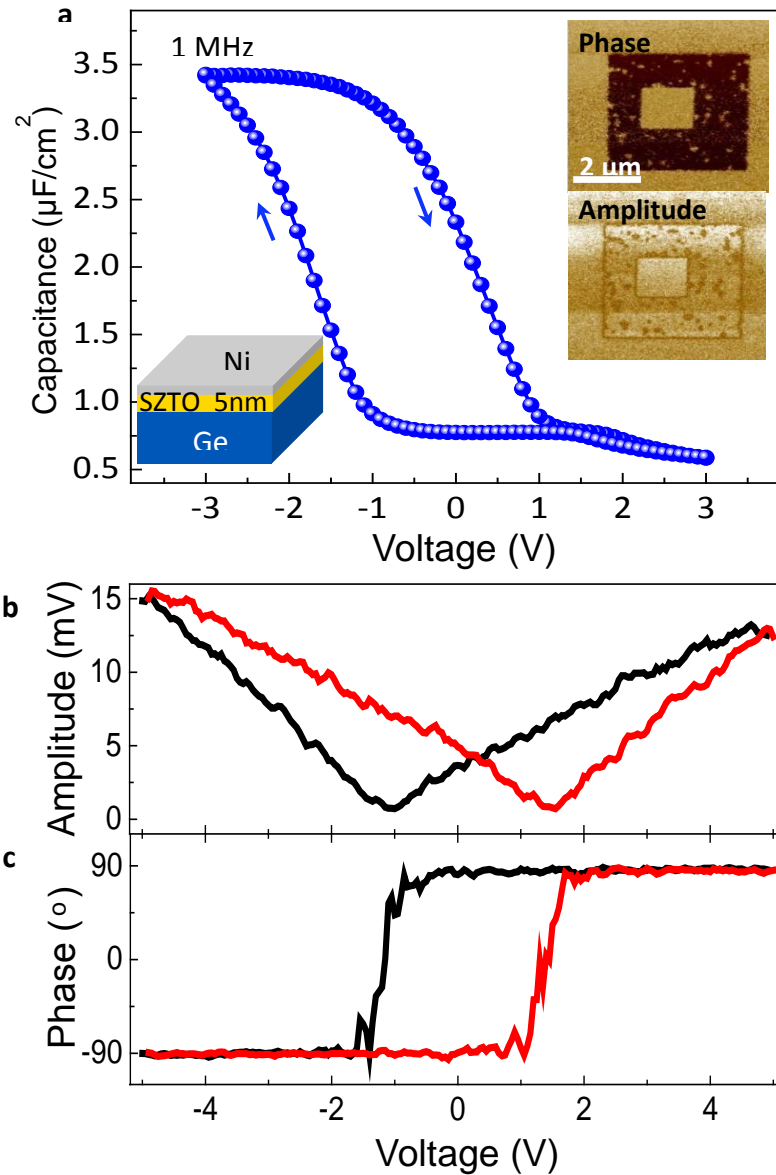 a
1 MHz
Phase
2 um
Amplitude
Capacitance (µF/cm²)
3.5
3.0
2.5
2.0
1.5
1.0
0.5
Ni
SZTO 5nm
Ge
-3 -2 -1 0 1 2 3
Voltage (V)
b
Amplitude (mV)
15
10
5
0
c
Phase (°)
90
0
-90
-4 -2 0 2 4
Voltage (V)